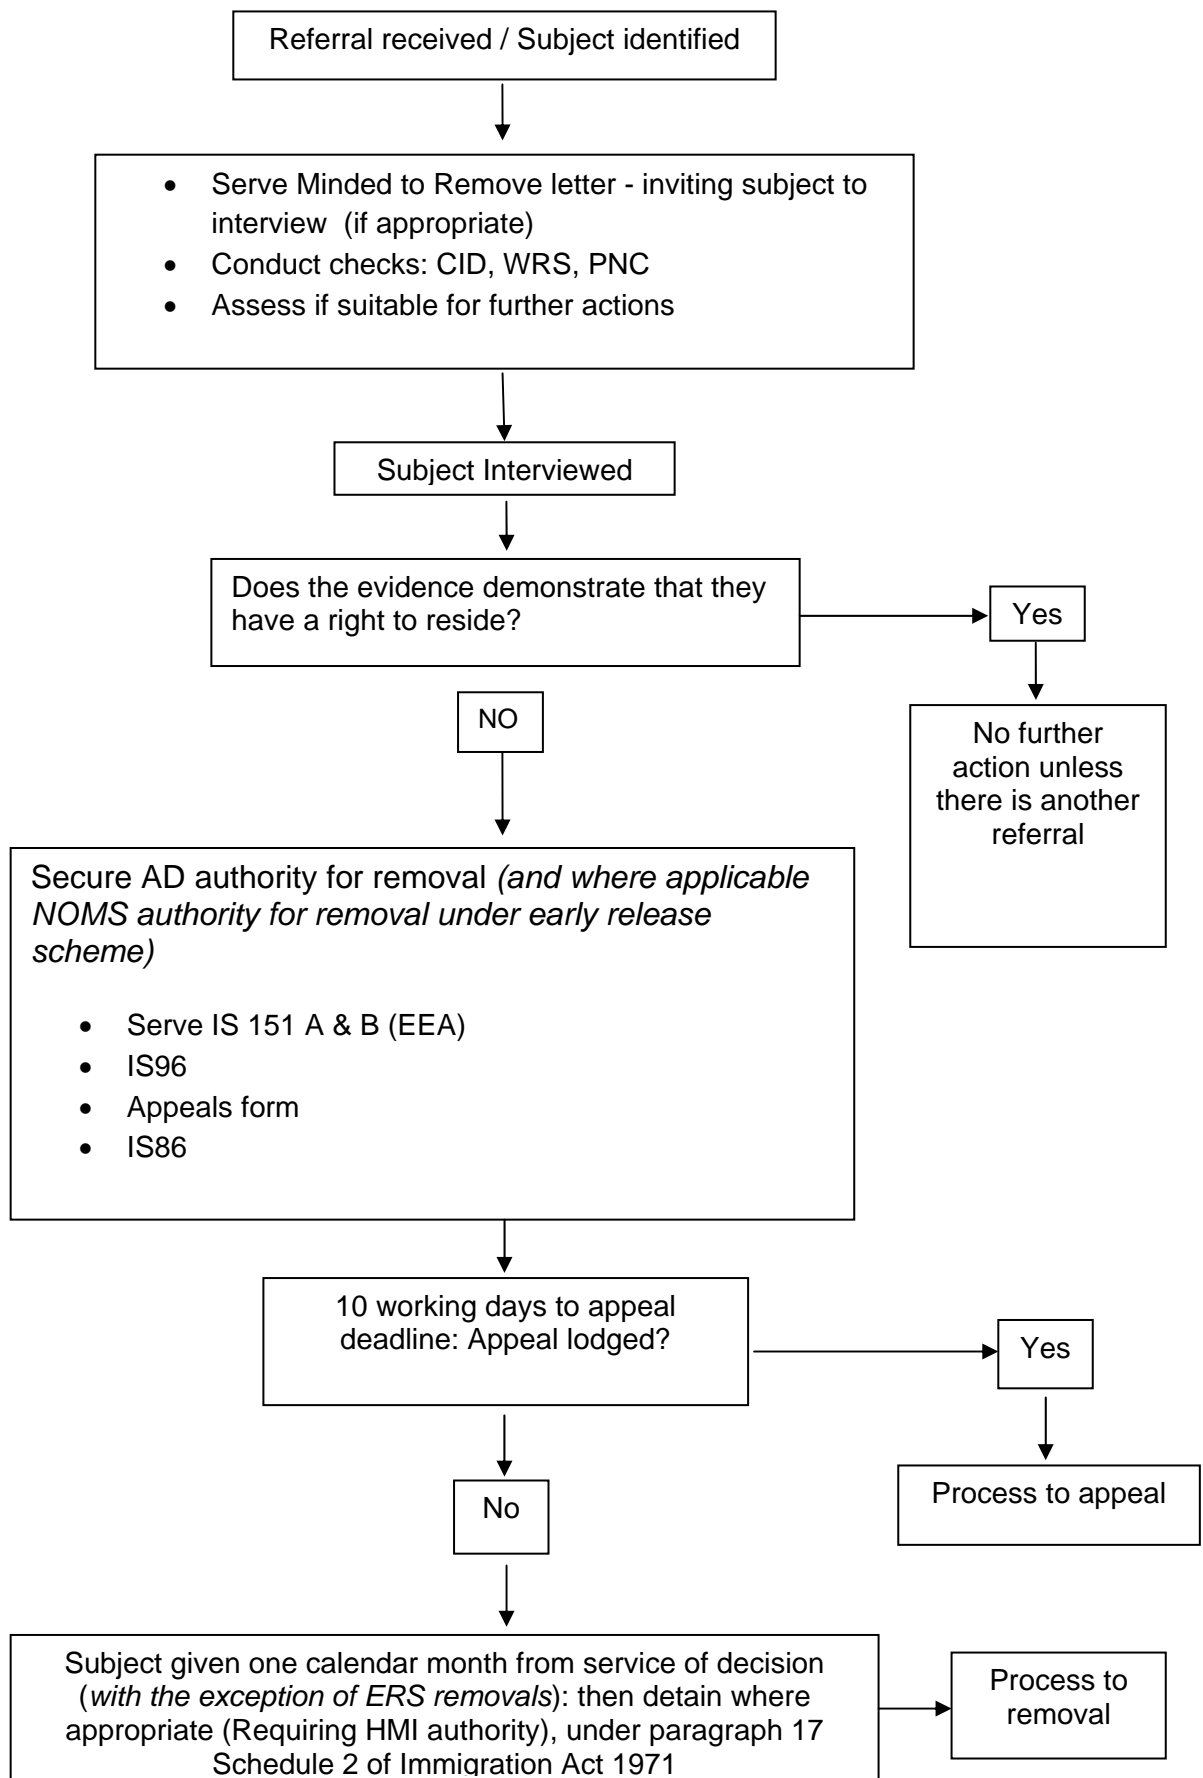 Referral received / Subject identified
• Serve Minded to Remove letter - inviting subject to
interview (if appropriate)
• Conduct checks: CID, WRS, PNC
• Assess if suitable for further actions
Subject Interviewed
Does the evidence demonstrate that they
have a right to reside?
Yes
NO
No further
action unless
there is another
referral
Secure AD authority for removal (and where applicable
NOMS authority for removal under early release
scheme)
• Serve IS 151 A & B (EEA)
• IS96
• Appeals form
• IS86
10 working days to appeal
deadline: Appeal lodged?
Yes
No
Process to appeal
Subject given one calendar month from service of decision
(with the exception of ERS removals): then detain where
appropriate (Requiring HMI authority), under paragraph 17
Schedule 2 of Immigration Act 1971
Process to
removal